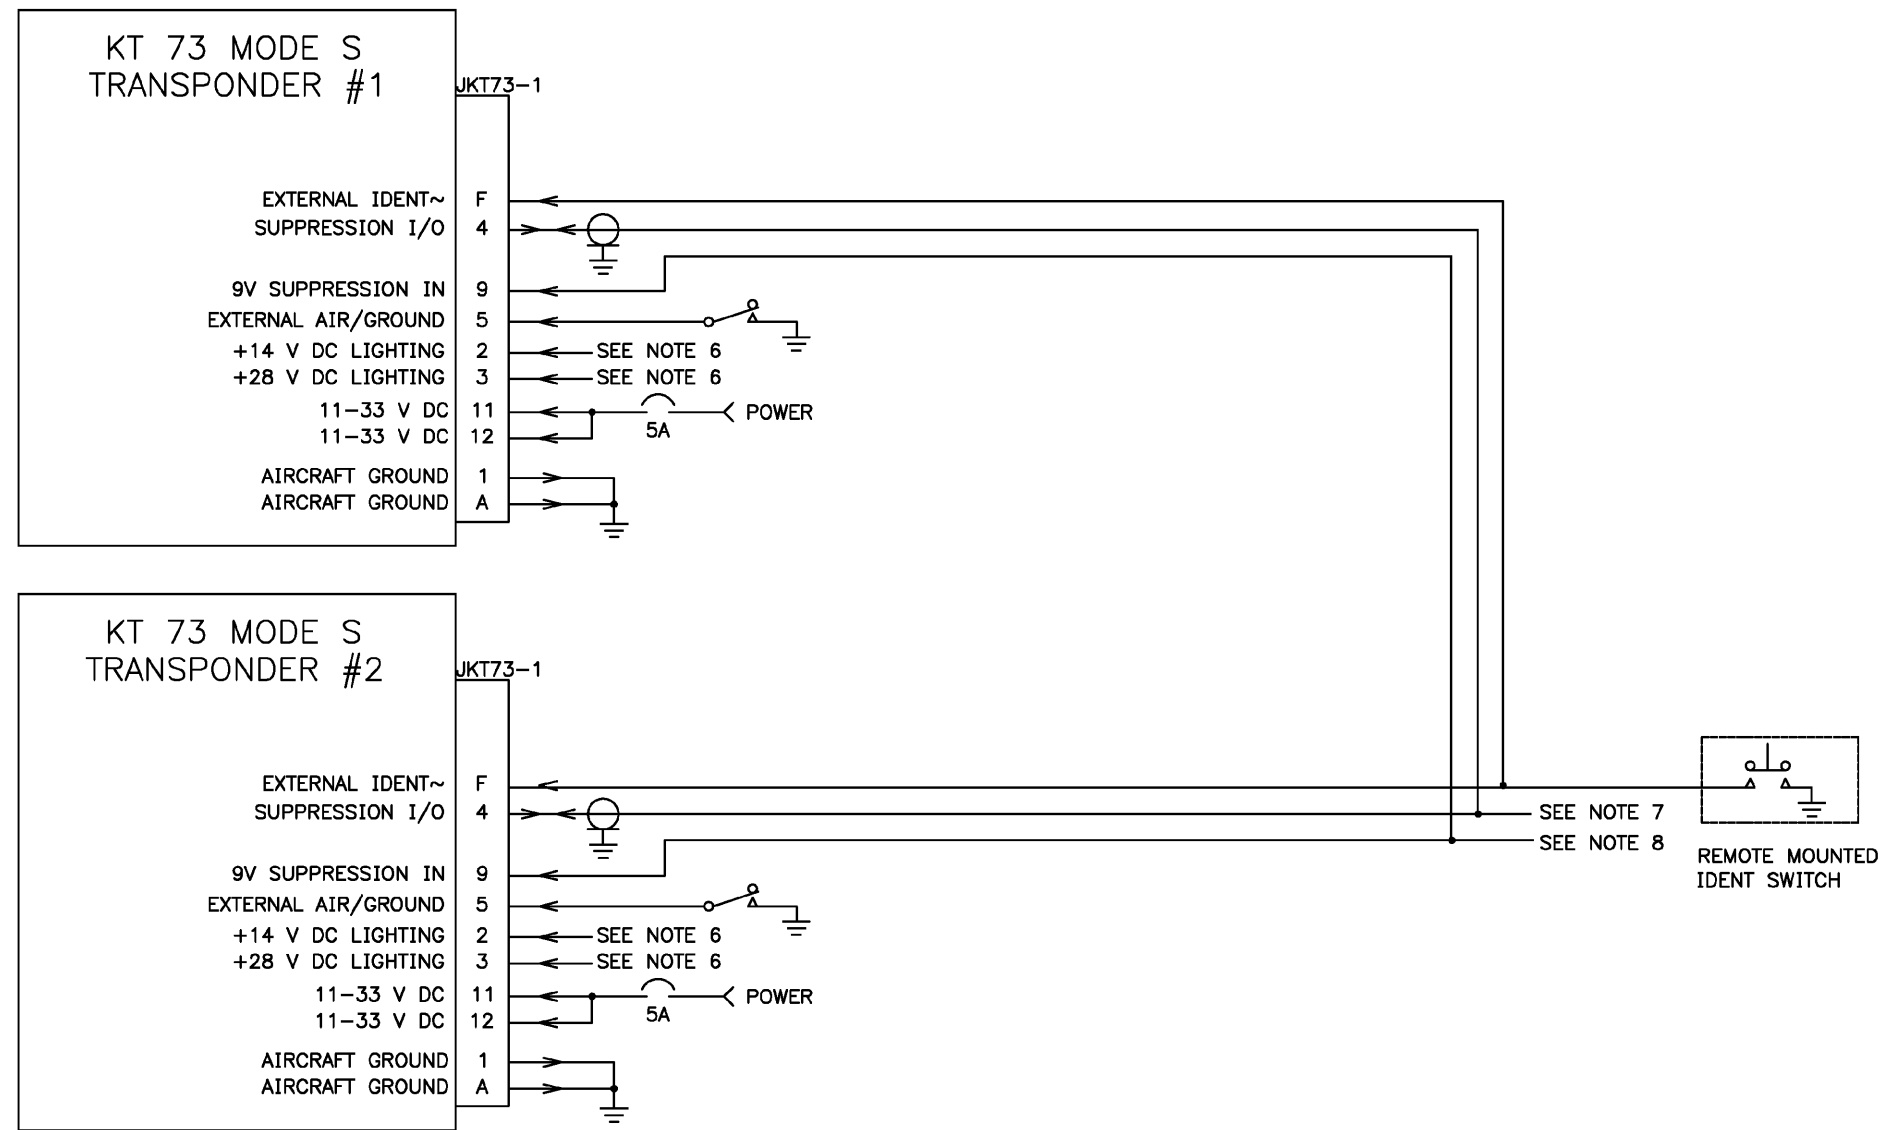 KT 73 MODE S
TRANSPONDER #1
JKT73-1
EXTERNAL IDENT~ F
SUPPRESSION I/O 4
9V SUPPRESSION IN 9
EXTERNAL AIR/GROUND 5
+14 V DC LIGHTING 2 SEE NOTE 6
+28 V DC LIGHTING 3 SEE NOTE 6
11-33 V DC 11 POWER
5A
11-33 V DC 12
AIRCRAFT GROUND 1
AIRCRAFT GROUND A
KT 73 MODE S
TRANSPONDER #2
JKT73-1
EXTERNAL IDENT~ F
SUPPRESSION I/O 4 SEE NOTE 7
SEE NOTE 8
REMOTE MOUNTED
IDENT SWITCH
9V SUPPRESSION IN 9
EXTERNAL AIR/GROUND 5
+14 V DC LIGHTING 2 SEE NOTE 6
+28 V DC LIGHTING 3 SEE NOTE 6
11-33 V DC 11 POWER
5A
11-33 V DC 12
AIRCRAFT GROUND 1
AIRCRAFT GROUND A